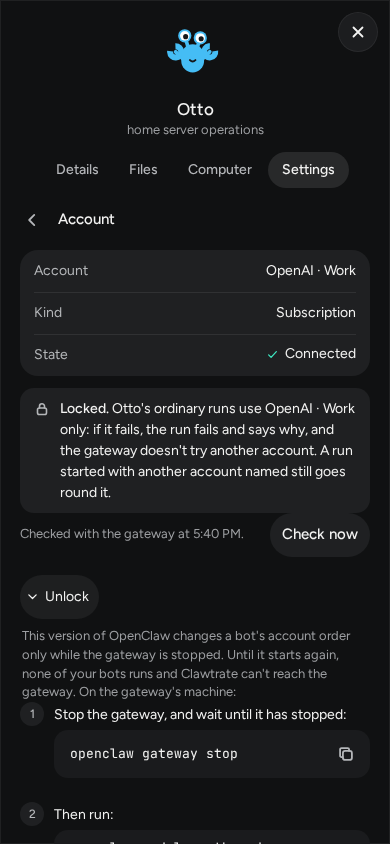 Otto
home server operations
Details Files Computer Settings
Account
Account OpenAI · Work
Kind Subscription
State Connected
Locked. Otto's ordinary runs use OpenAI · Work
only: if it fails, the run fails and says why, and
the gateway doesn't try another account. A run
started with another account named still goes
round it.
Checked with the gateway at 5:40 PM. Check now
Unlock
This version of OpenClaw changes a bot's account order
only while the gateway is stopped. Until it starts again,
none of your bots runs and Clawtrate can't reach the
gateway. On the gateway's machine:
1 Stop the gateway, and wait until it has stopped:
openclaw gateway stop
2 Then run: